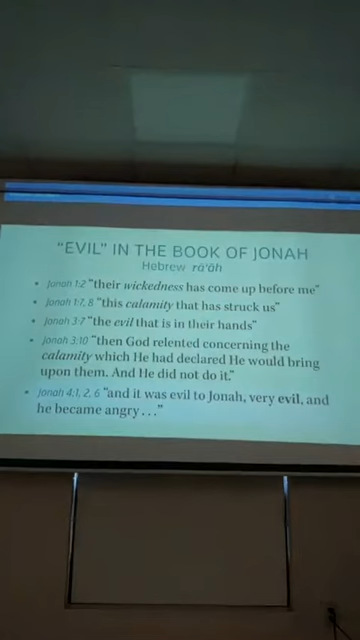 "EVIL" IN THE BOOK OF JONAH
Hebrew rā'āh
• Jonah 1:2 "their wickedness has come up before me"
• Jonah 1:7, 8 "this calamity that has struck us"
• Jonah 3:7 "the evil that is in their hands"
• Jonah 3:10 "then God relented concerning the
calamity which He had declared He would bring
upon them. And He did not do it."
• Jonah 4:1, 2, 6 "and it was evil to Jonah, very evil, and
he became angry . . ."